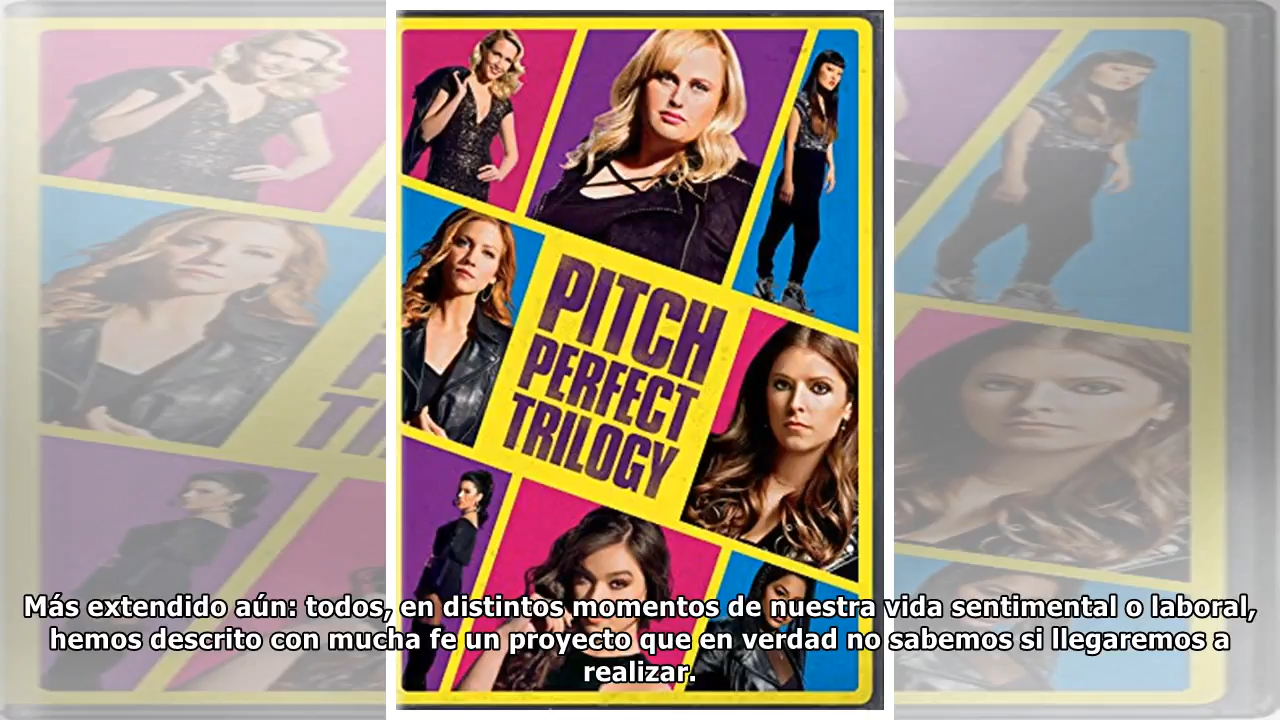 PITCH
PERFECT
TRILOGY
Más extendido aún: todos, en distintos momentos de nuestra vida sentimental o laboral,
hemos descrito con mucha fe un proyecto que en verdad no sabemos si llegaremos a
realizar.